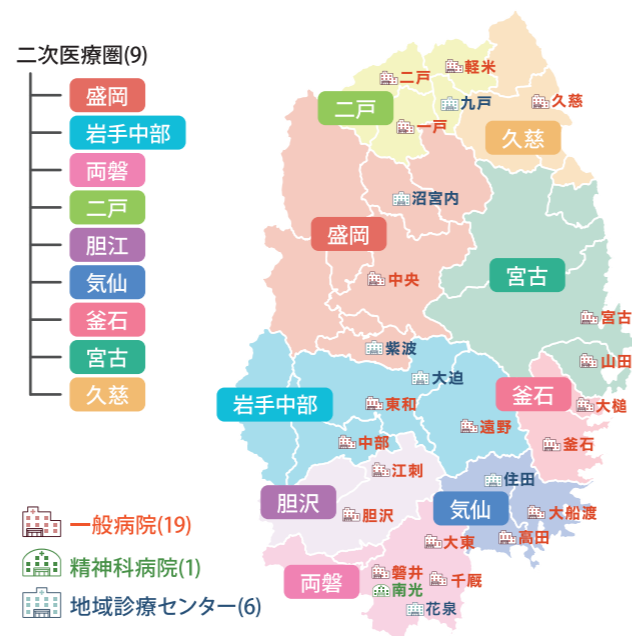 二次医療圏(9)
盛岡
岩手中部
両磐
二戸
胆江
気仙
釜石
宮古
久慈
一般病院(19)
精神科病院(1)
地域診療センター(6)
軽米
二戸
九戸
久慈
二戸
一戸
久慈
沼宮内
盛岡
宮古
中央
宮古
紫波
山田
大迫
釜石
岩手中部
東和
大槌
遠野
中部
釜石
江刺
住田
胆沢
気仙
胆沢
大船渡
高田
大東
磐井
両磐
千厩
南光
花泉